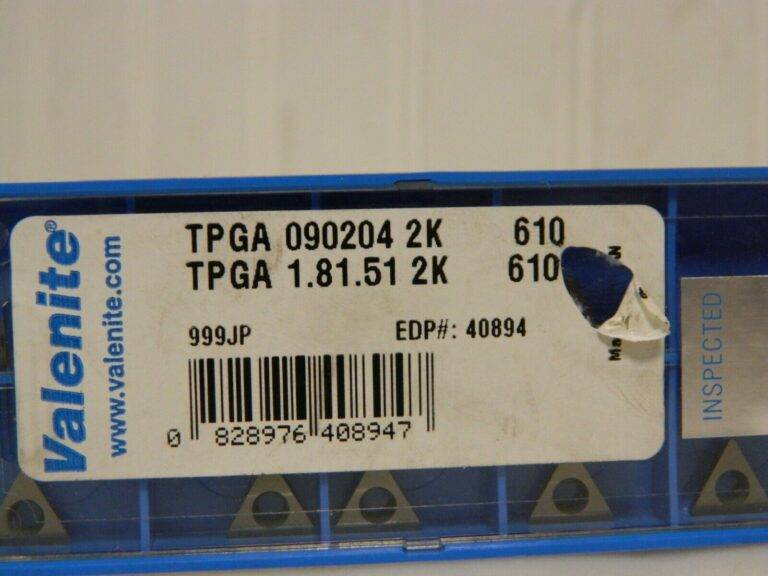 Valenite®
www.valenite.com
TPGA 090204 2K 610
TPGA 1.81.51 2K 610
999JP EDP#: 40894
0 828976 408947
INSPECTED